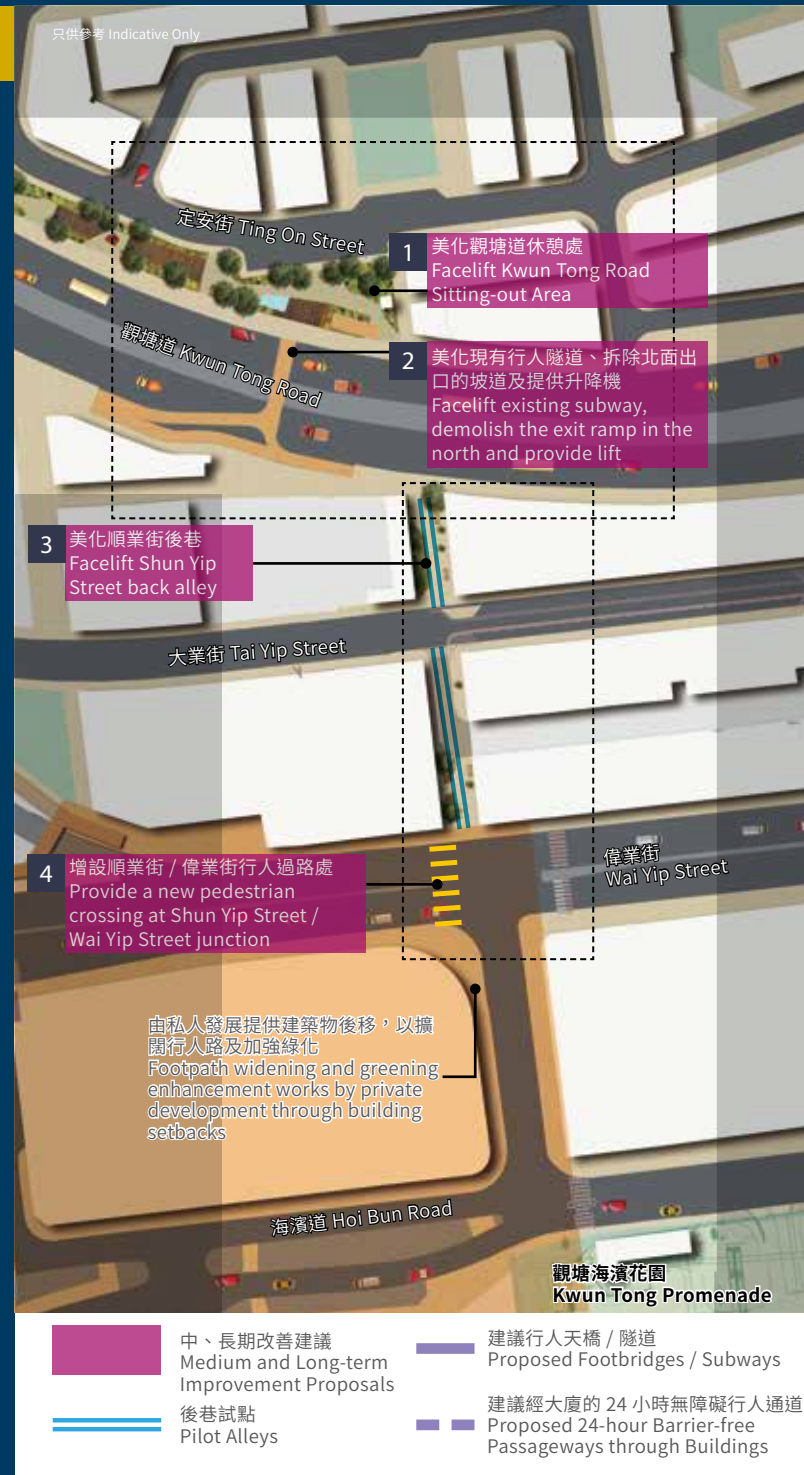 只供參考 Indicative Only
定安街 Ting On Street
1
美化觀塘道休憩處
Facelift Kwun Tong Road
Sitting-out Area
觀塘道 Kwun Tong Road
2
美化現有行人隧道、拆除北面出
口的坡道及提供升降機
Facelift existing subway,
demolish the exit ramp in the
north and provide lift
3
美化順業街後巷
Facelift Shun Yip
Street back alley
大業街 Tai Yip Street
4
增設順業街 / 偉業街行人過路處
Provide a new pedestrian
crossing at Shun Yip Street /
Wai Yip Street junction
偉業街
Wai Yip Street
由私人發展提供建築物後移，以擴
闊行人路及加強綠化
Footpath widening and greening
enhancement works by private
development through building
setbacks
海濱道 Hoi Bun Road
觀塘海濱花園
Kwun Tong Promenade
中、長期改善建議
Medium and Long-term
Improvement Proposals
後巷試點
Pilot Alleys
建議行人天橋 / 隧道
Proposed Footbridges / Subways
建議經大廈的 24 小時無障礙行人通道
Proposed 24-hour Barrier-free
Passageways through Buildings